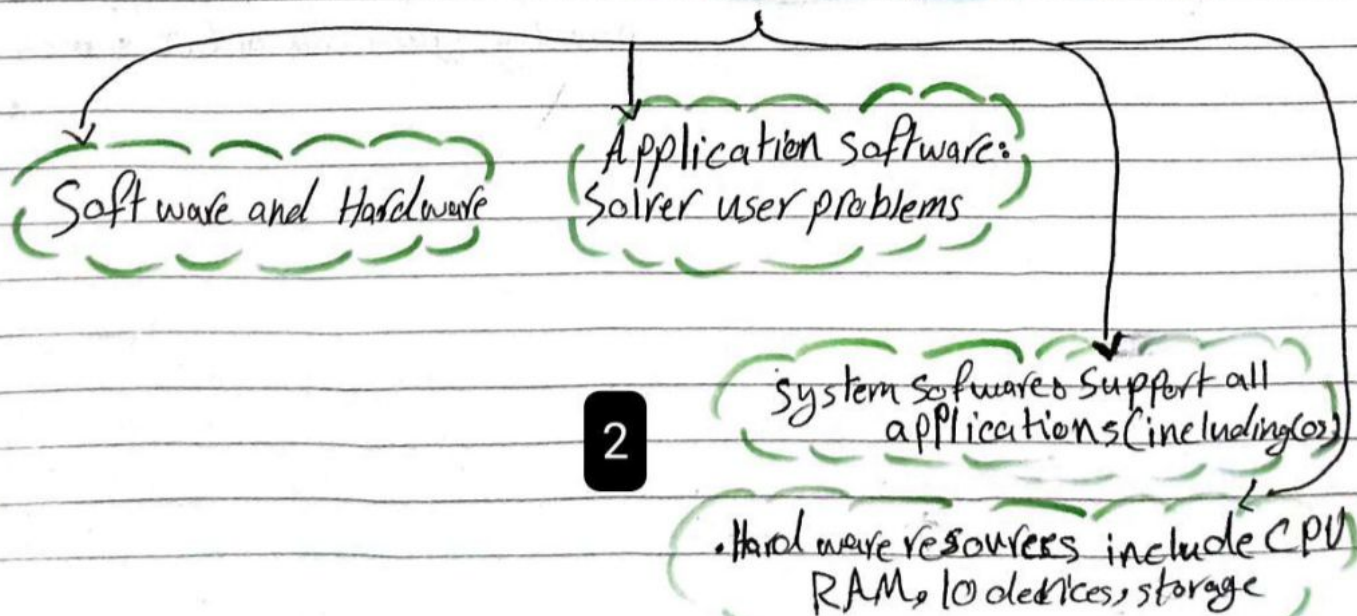 Software and Hardware
Application software:
Solver user problems
system sofware: Support all
applications (including (os)
2
. Hardware resources include CPU
RAM, IO devices, storage